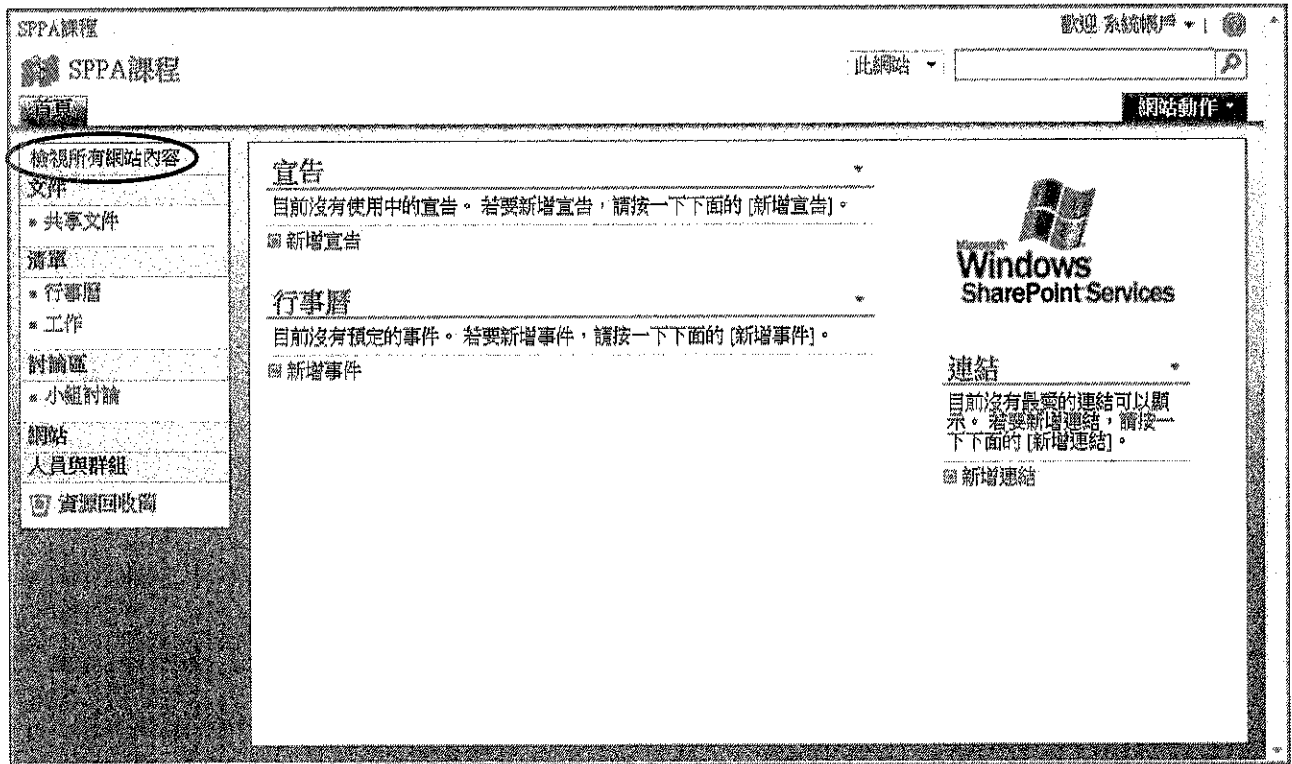 SPPA課程
歡迎 系統帳戶
SPPA課程
此網站
首頁
網站動作
檢視所有網站內容
文件
共享文件
清單
行事曆
工作
討論區
小組討論
網站
人員與群組
資源回收筒
宣告
目前沒有使用中的宣告。 若要新增宣告，請按一下下面的 [新增宣告]。
新增宣告
行事曆
目前沒有預定的事件。 若要新增事件，請按一下下面的 [新增事件]。
新增事件
Microsoft
Windows
SharePoint Services
連結
目前沒有最愛的連結可以顯
示。 若要新增連結，請按一
下下面的 [新增連結]。
新增連結